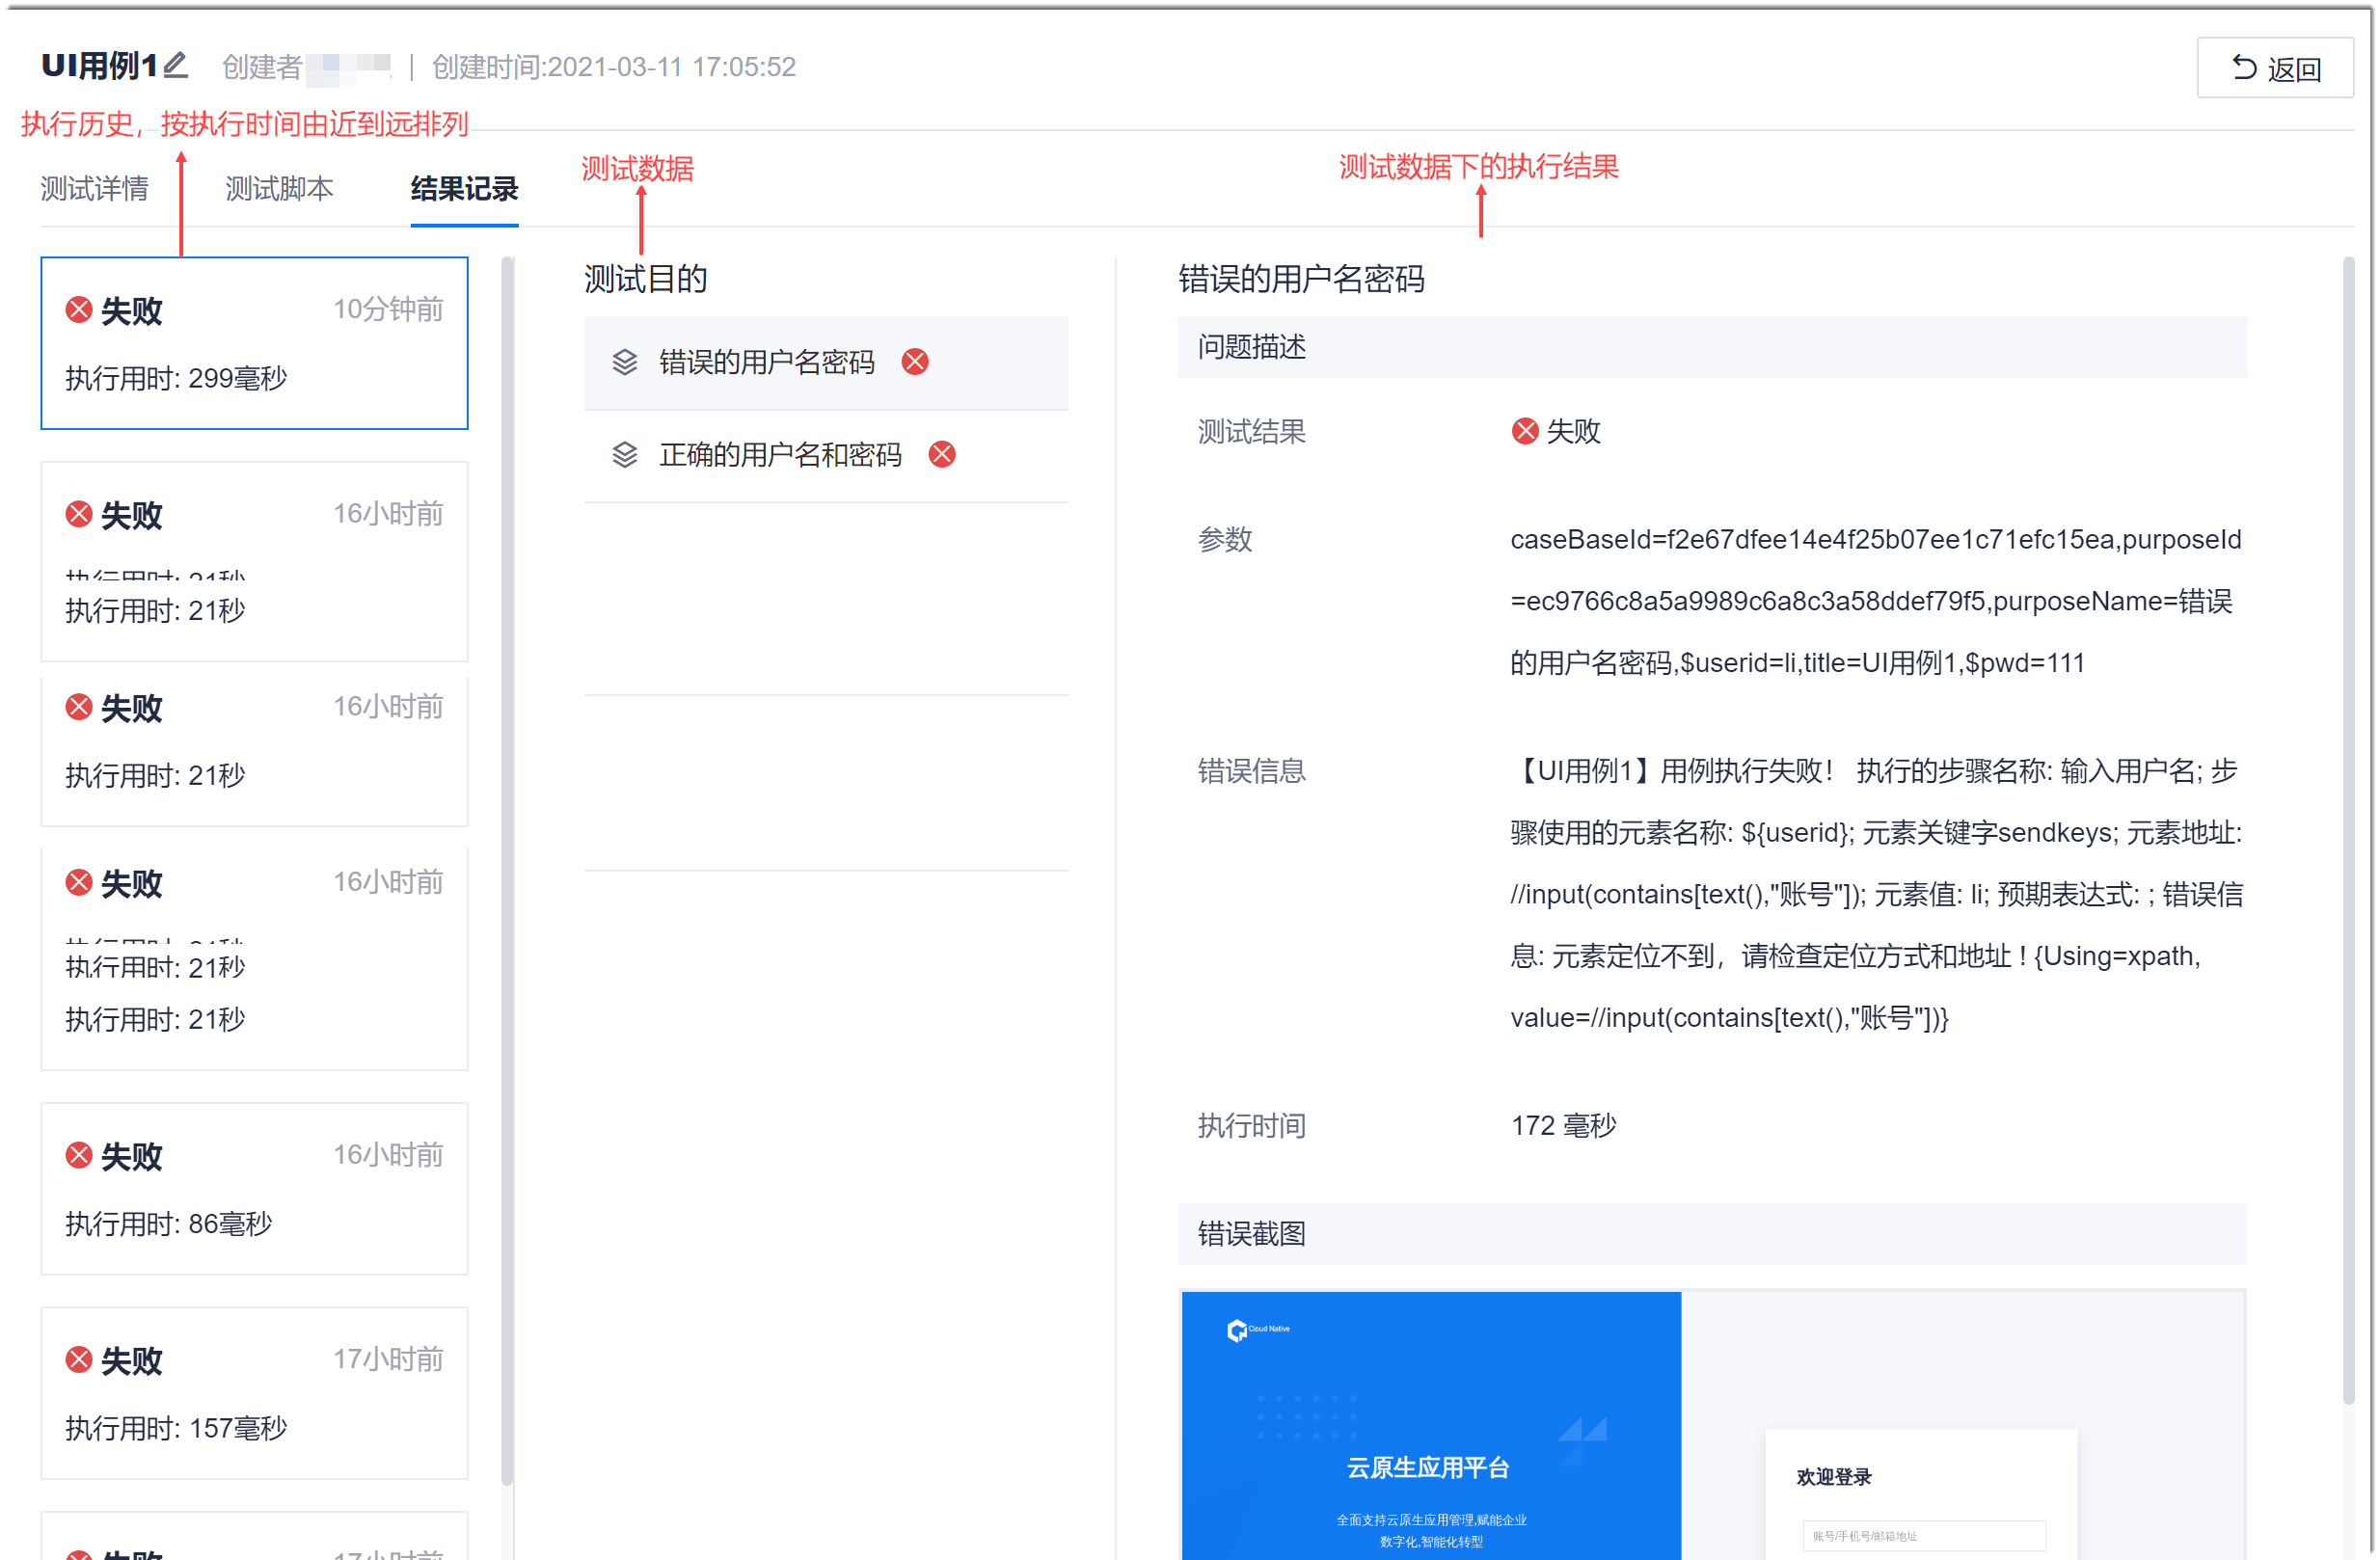 UI用例1 创建者 | 创建时间:2021-03-11 17:05:52
返回
执行历史，按执行时间由近到远排列
测试数据
测试数据下的执行结果
测试详情 测试脚本 结果记录
失败 10分钟前
执行用时: 299毫秒
失败 16小时前
执行用时: 21秒
执行用时: 21秒
失败 16小时前
执行用时: 21秒
失败 16小时前
执行用时: 21秒
执行用时: 21秒
执行用时: 21秒
失败 16小时前
执行用时: 86毫秒
失败 17小时前
执行用时: 157毫秒
失败 17小时前
测试目的
错误的用户名密码
正确的用户名和密码
错误的用户名密码
问题描述
测试结果 失败
参数 caseBaseId=f2e67dfee14e4f25b07ee1c71efc15ea,purposeId
=ec9766c8a5a9989c6a8c3a58ddef79f5,purposeName=错误
的用户名密码,$userid=li,title=UI用例1,$pwd=111
错误信息 【UI用例1】用例执行失败！ 执行的步骤名称: 输入用户名; 步
骤使用的元素名称: ${userid}; 元素关键字sendkeys; 元素地址:
//input(contains[text(),"账号"]); 元素值: li; 预期表达式: ; 错误信
息: 元素定位不到，请检查定位方式和地址 ! {Using=xpath,
value=//input(contains[text(),"账号"])}
执行时间 172 毫秒
错误截图
Cloud Native
云原生应用平台
全面支持云原生应用管理,赋能企业
数字化,智能化转型
欢迎登录
账号/手机号/邮箱地址